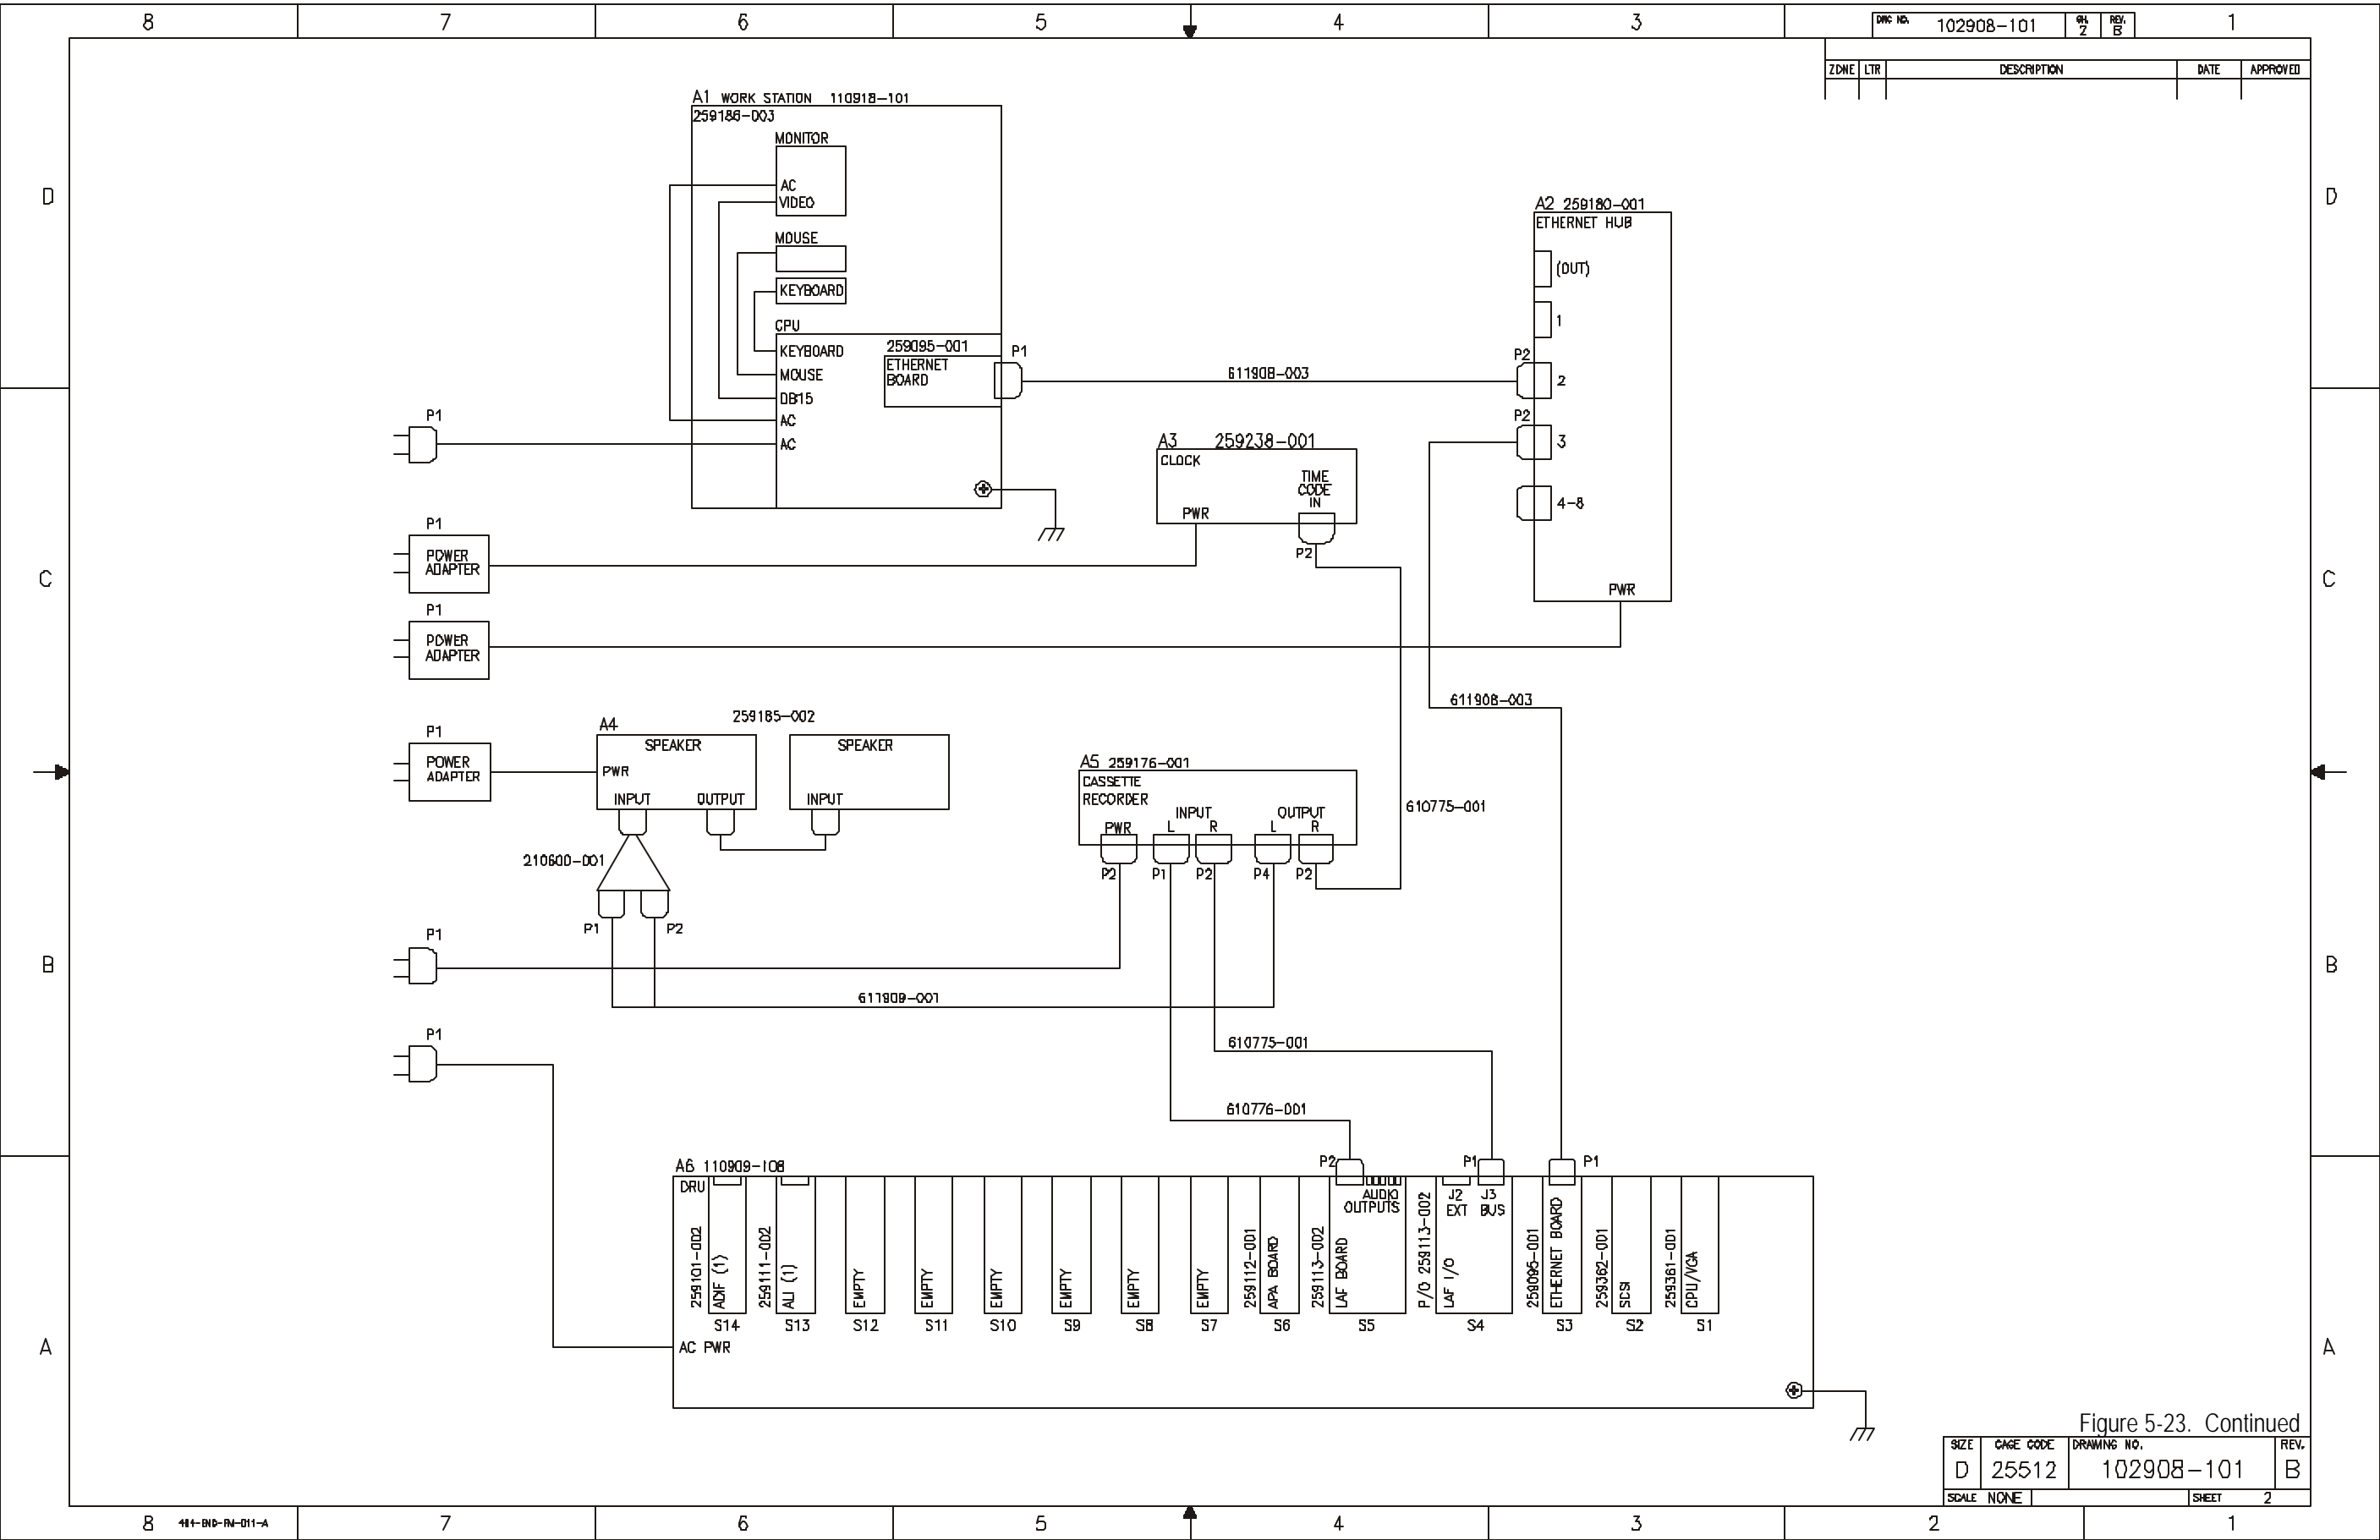 8 7 6 5 4 3 1
DWG NO. 102908-101 SH. 2 REV. B
ZONE LTR DESCRIPTION DATE APPROVED
A1 WORK STATION 110918-101
259186-003
MONITOR
AC
VIDEO
MOUSE
KEYBOARD
CPU
KEYBOARD
MOUSE
DB15
AC
AC
259095-001
ETHERNET
BOARD
P1
611908-003
A2 259180-001
ETHERNET HUB
(OUT)
1
P2
2
P2
3
4-8
PWR
D
D
P1
A3 259238-001
CLOCK
TIME
CODE
IN
PWR
P2
P1
POWER
ADAPTER
C
C
P1
POWER
ADAPTER
611908-003
P1
POWER
ADAPTER
A4
259185-002
SPEAKER
PWR
INPUT OUTPUT
SPEAKER
INPUT
210600-001
P1 P2
A5 259176-001
CASSETTE
RECORDER
INPUT OUTPUT
PWR L R L R
P2 P1 P2 P4 P2
610775-001
P1
B
B
611909-001
P1
610775-001
610776-001
A6 110909-108
DRU
P2 P1 P1
AUDIO
OUTPUTS
J2 J3
EXT BUS
259101-002
ADIF (1)
259111-002
ALI (1)
EMPTY
EMPTY
EMPTY
EMPTY
EMPTY
EMPTY
259112-001
APA BOARD
259113-002
LAF BOARD
P/O 259113-002
LAF I/O
259095-001
ETHERNET BOARD
259362-001
SCSI
259361-001
CPU/VGA
S14 S13 S12 S11 S10 S9 S8 S7 S6 S5 S4 S3 S2 S1
AC PWR
A
A
Figure 5-23. Continued
SIZE CAGE CODE DRAWING NO. REV.
D 25512 102908-101 B
SCALE NONE SHEET 2
8 7 6 5 4 3 2 1